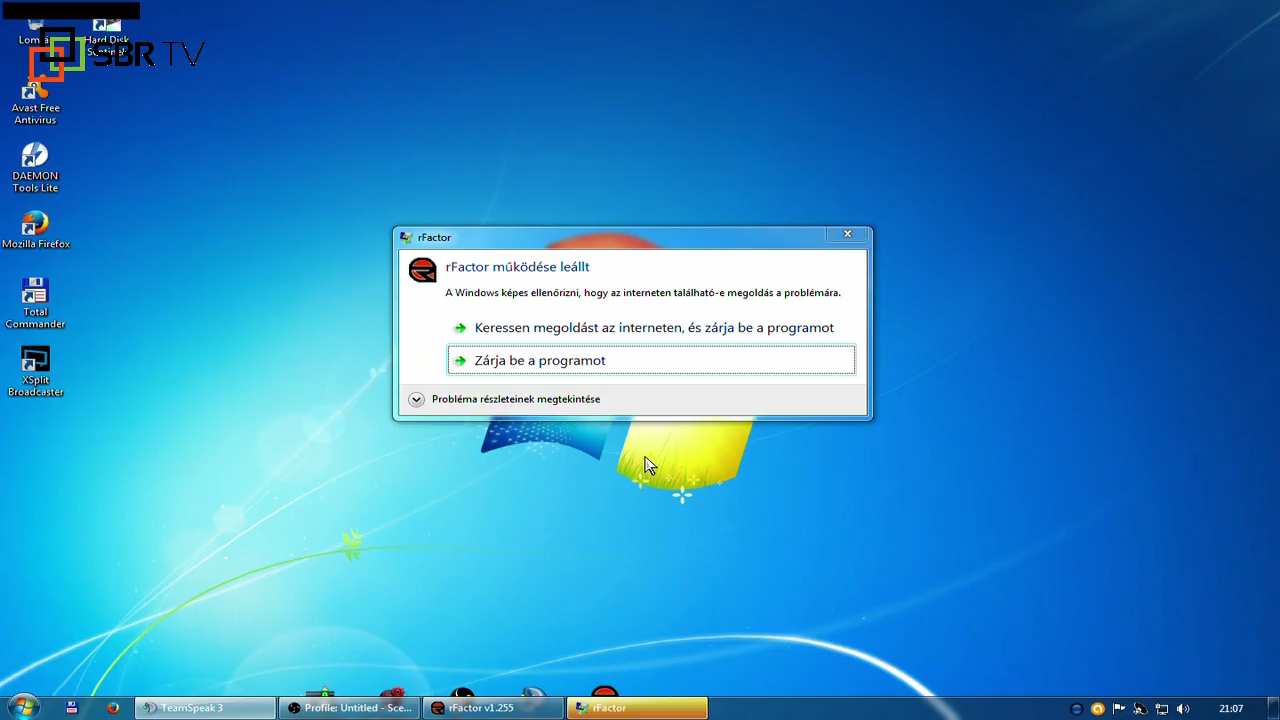 Hard Disk
SBR TV
Avast Free
Antivirus
DAEMON
Tools Lite
Mozilla Firefox
Total
Commander
XSplit
Broadcaster
rFactor
rFactor működése leállt
A Windows képes ellenőrizni, hogy az interneten található-e megoldás a problémára.
Keressen megoldást az interneten, és zárja be a programot
Zárja be a programot
Probléma részleteinek megtekintése
TeamSpeak 3
Profile: Untitled - Sce...
rFactor v1.255
rFactor
21:07